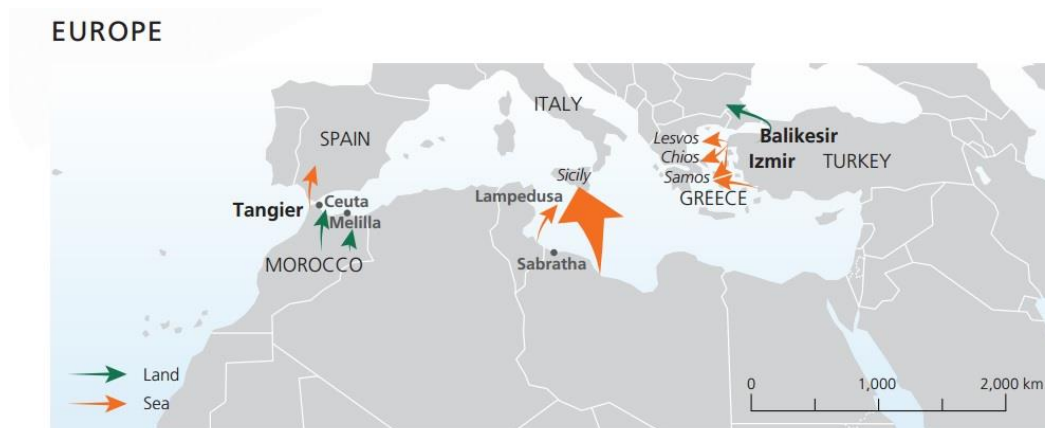 EUROPE
ITALY
SPAIN
Lesvos
Balikesir
Chios
Izmir
TURKEY
Sicily
Samos
Lampedusa
GREECE
Ceuta
Tangier
Melilla
MOROCCO
Sabratha
Land
Sea
0 1,000 2,000 km